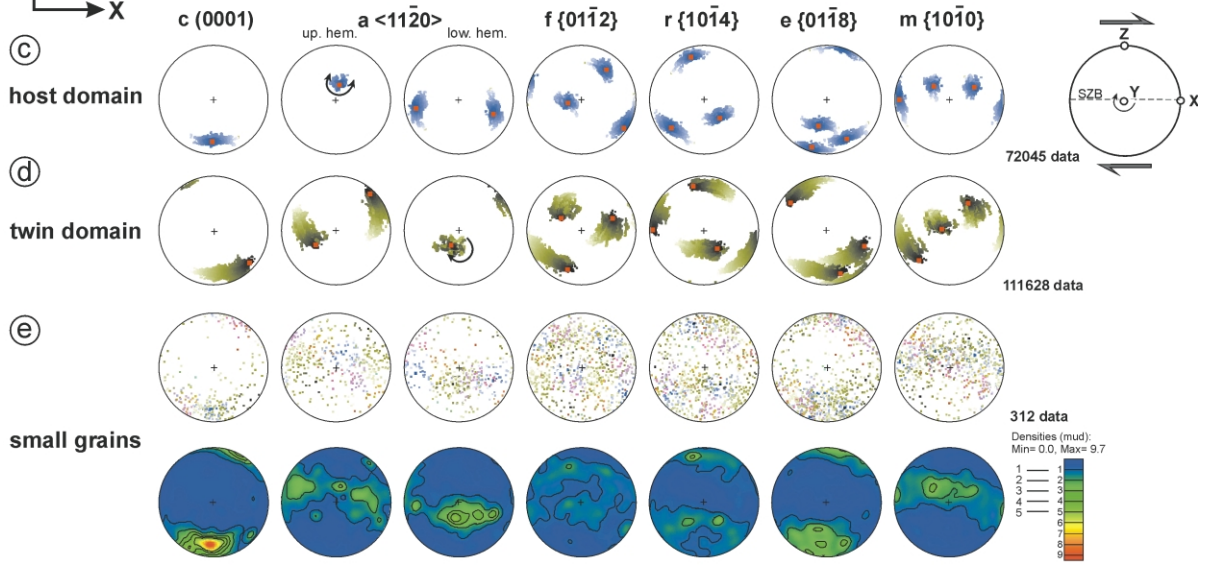 X
c (0001) a <112̄0> f {011̄2} r {101̄4} e {011̄8} m {101̄0}
up. hem. low. hem.
c
host domain
Z
SZB Y X
72045 data
d
twin domain
111628 data
e
312 data
small grains
Densities (mud):
Min= 0.0, Max= 9.7
1 1
2 2
3 3
4 4
5 5
6
7
8
9